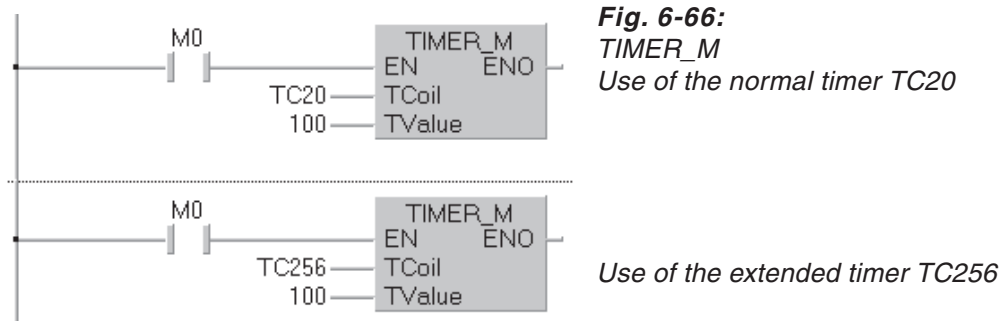 M0
TIMER_M
EN ENO
TC20 TCoil
100 TValue
Fig. 6-66:
TIMER_M
Use of the normal timer TC20
M0
TIMER_M
EN ENO
TC256 TCoil
100 TValue
Use of the extended timer TC256